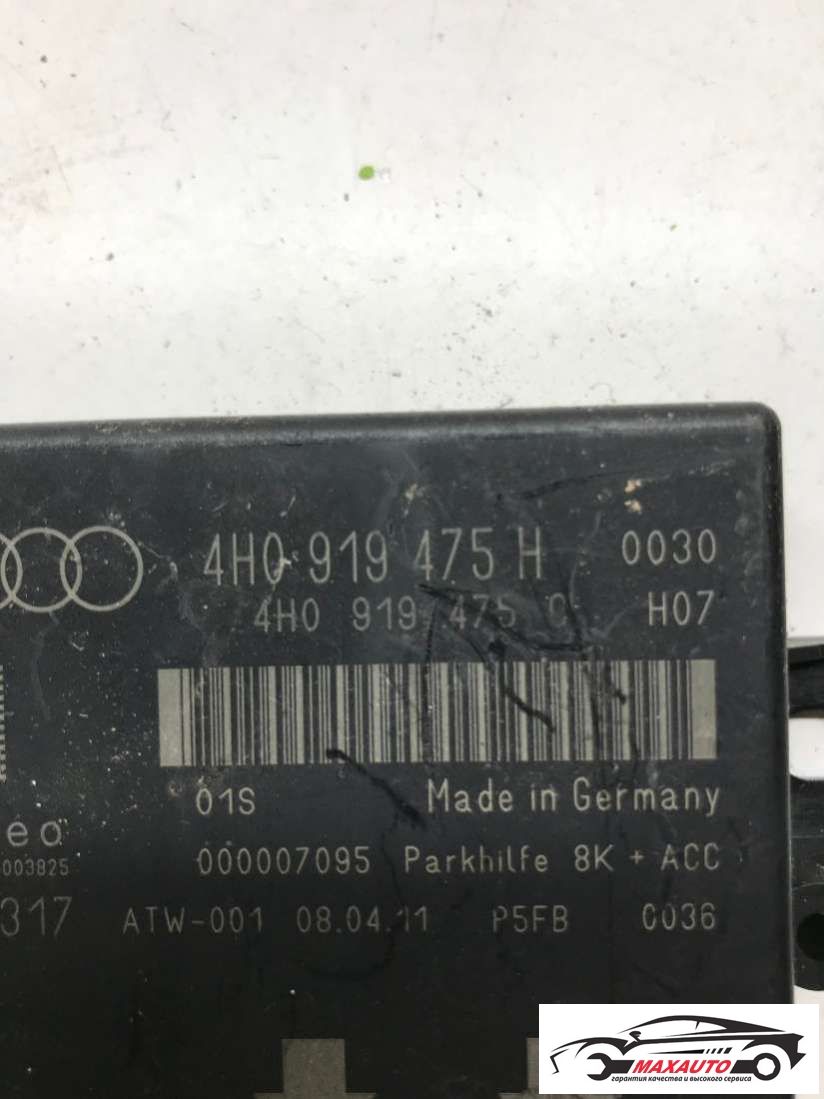 4H0 919 475 H 0030
4H0 919 475 C H07
01S Made in Germany
eo
003825
000007095 Parkhilfe 8K + ACC
317
ATW-001 08.04.11 P5FB 0036
MAXAUTO
гарантия качества и высокого сервиса